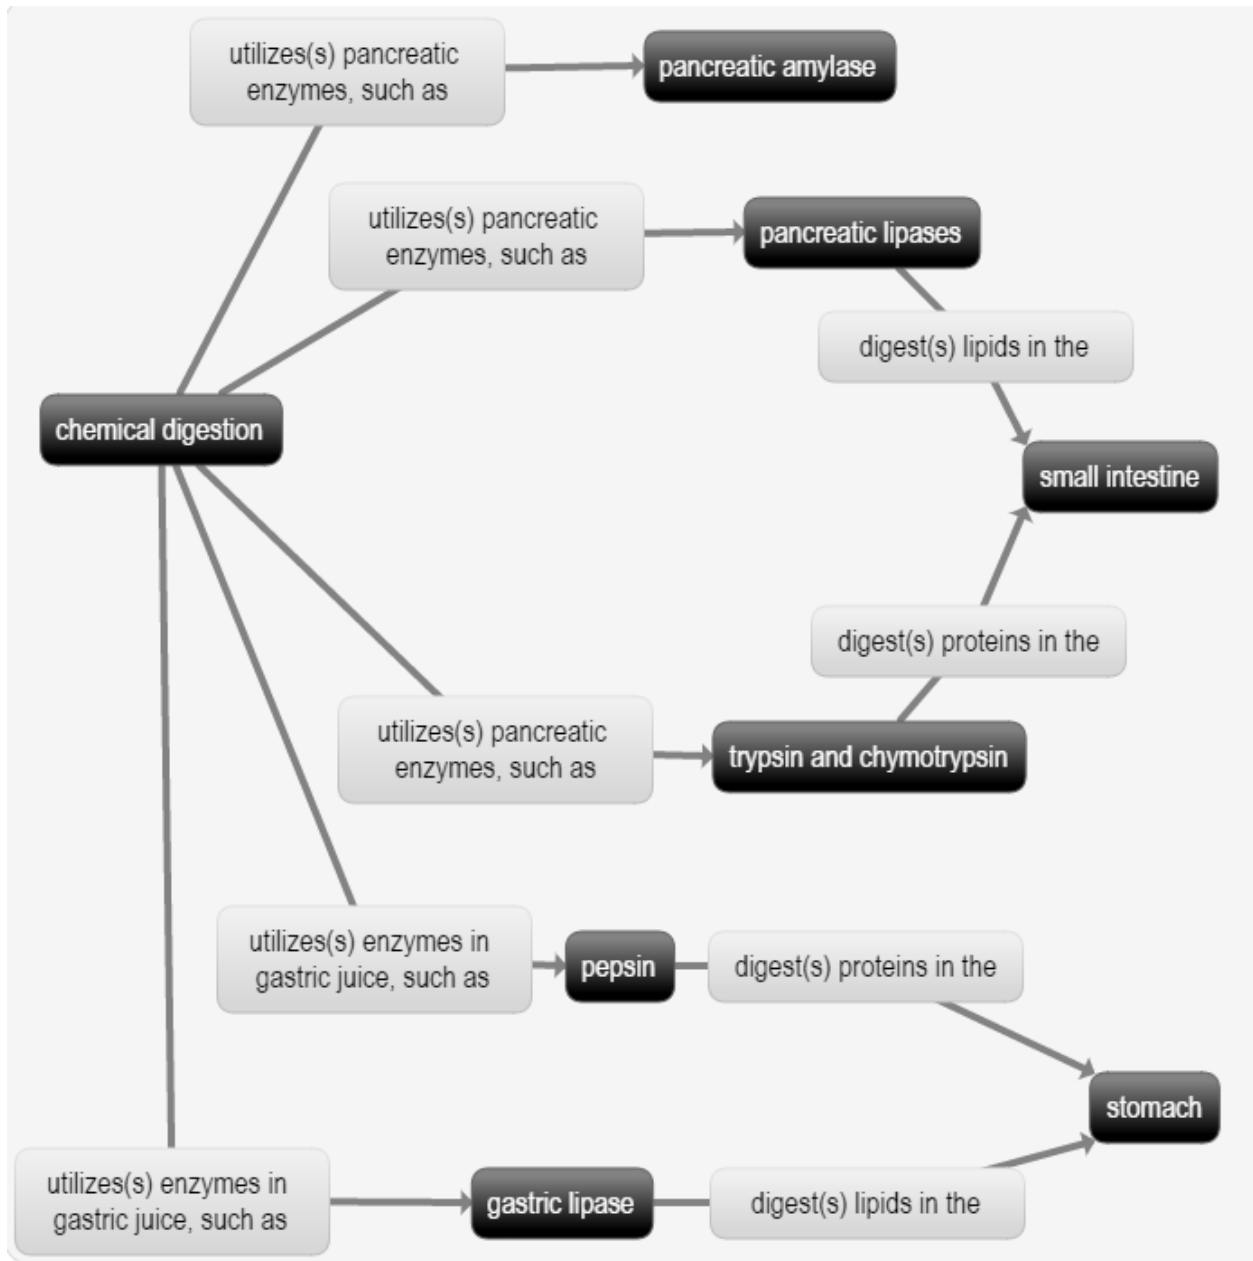 utilizes(s) pancreatic
enzymes, such as
pancreatic amylase
utilizes(s) pancreatic
enzymes, such as
pancreatic lipases
digest(s) lipids in the
chemical digestion
small intestine
digest(s) proteins in the
utilizes(s) pancreatic
enzymes, such as
trypsin and chymotrypsin
utilizes(s) enzymes in
gastric juice, such as
pepsin
digest(s) proteins in the
stomach
utilizes(s) enzymes in
gastric juice, such as
gastric lipase
digest(s) lipids in the